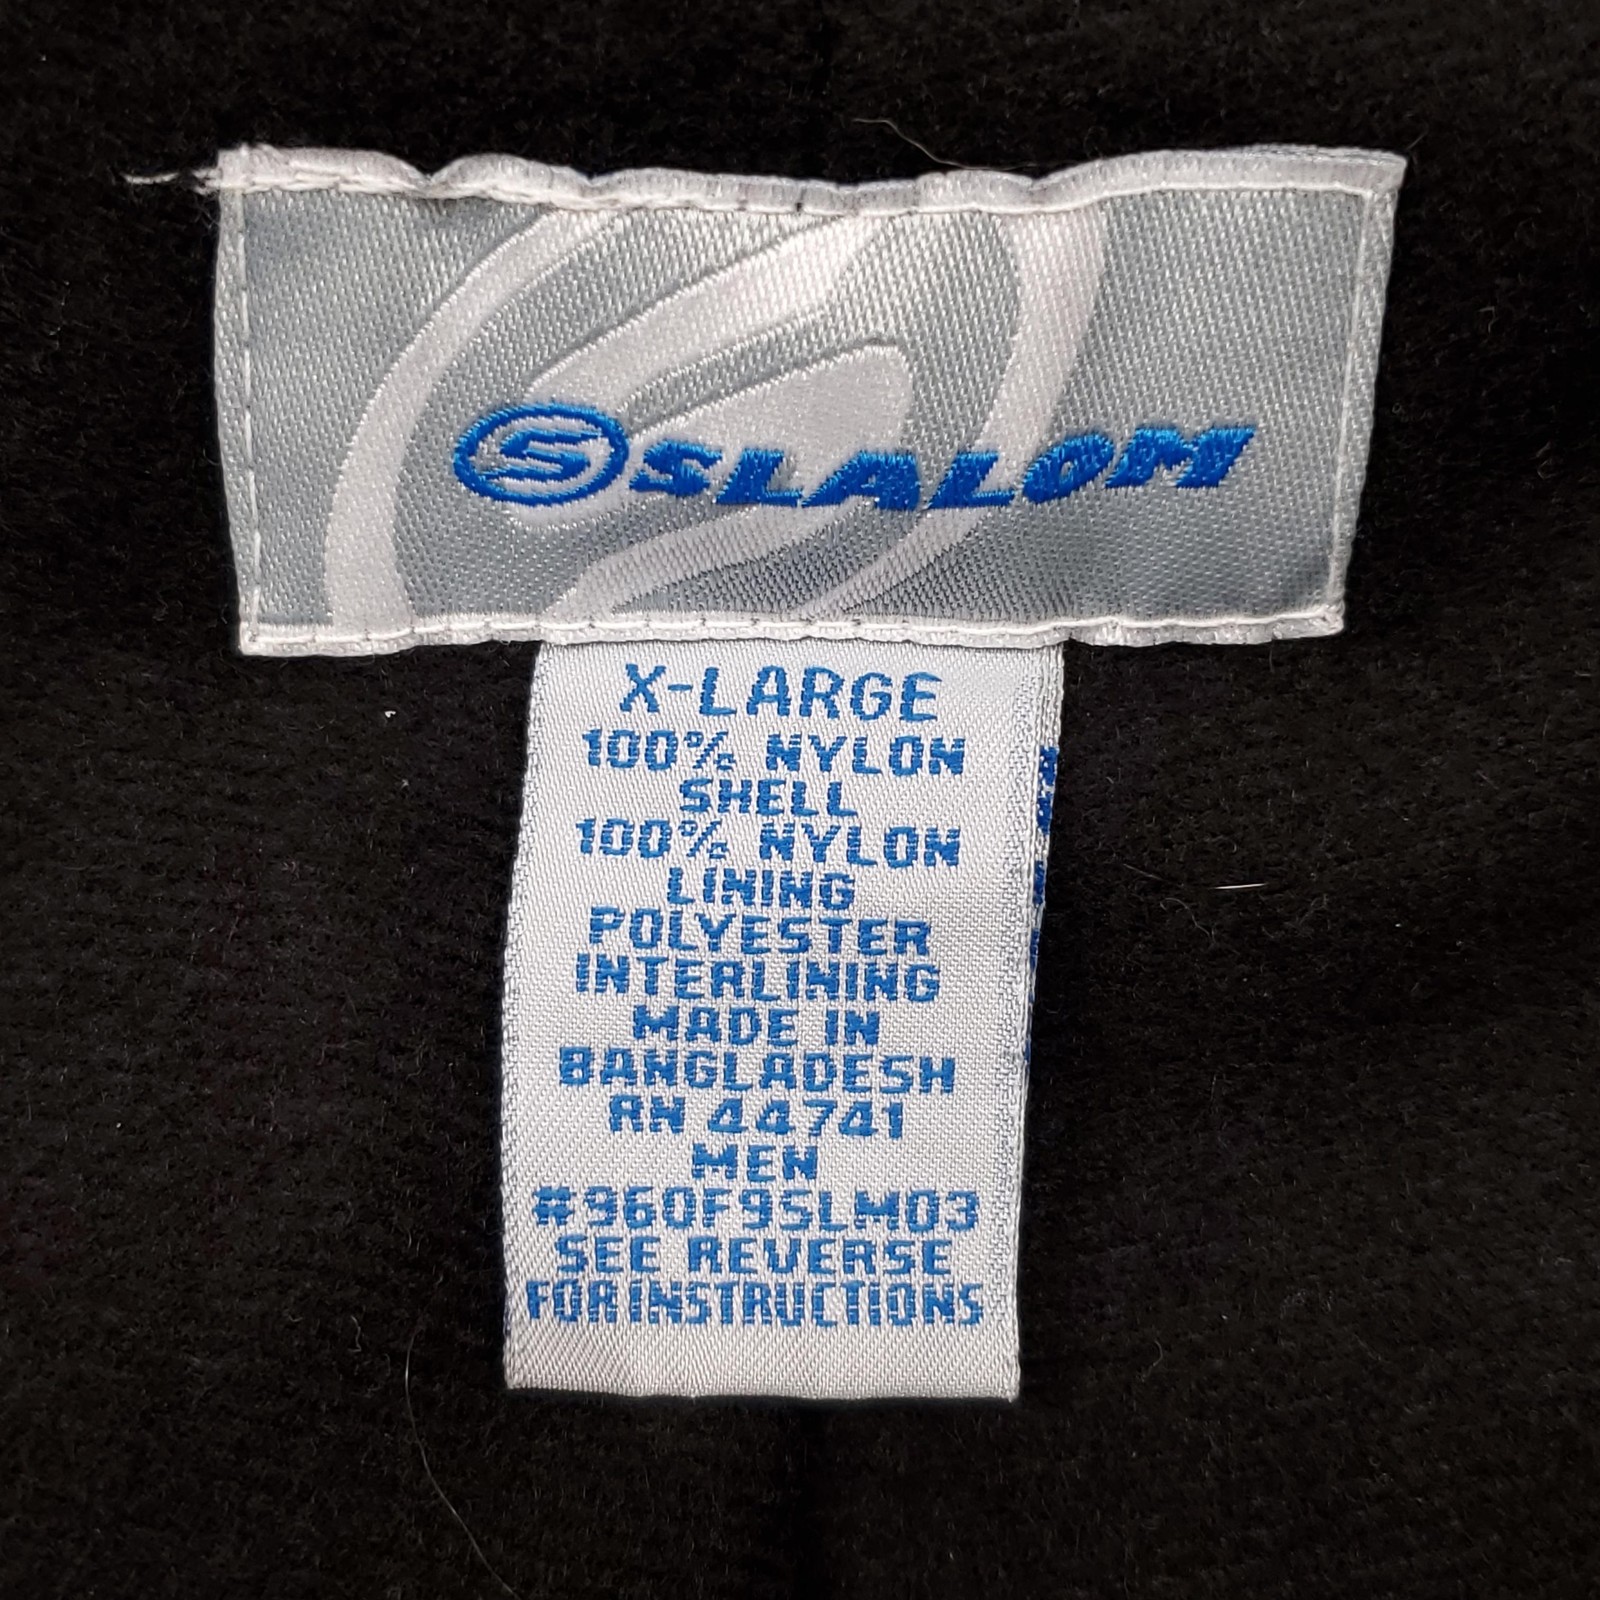 S SLALOM
X-LARGE
100% NYLON
SHELL
100% NYLON
LINING
POLYESTER
INTERLINING
MADE IN
BANGLADESH
RN 44741
MEN
#960F9SLM03
SEE REVERSE
FOR INSTRUCTIONS